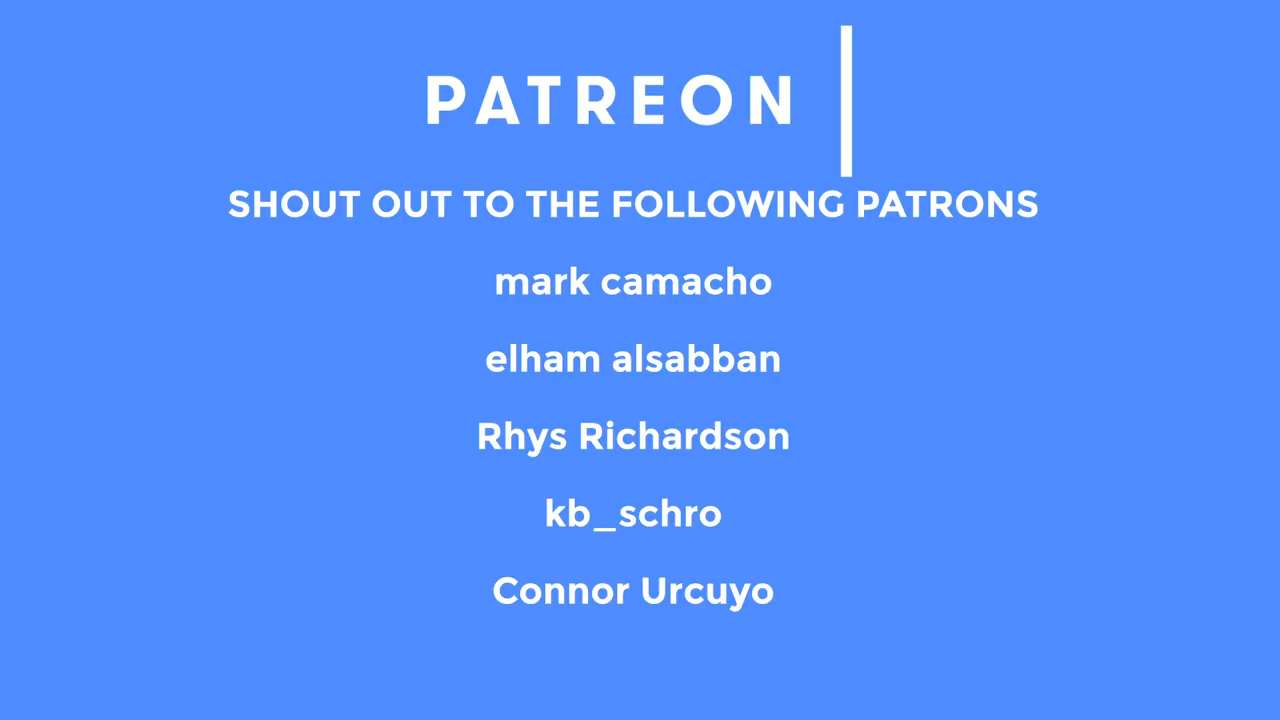 PATREON
SHOUT OUT TO THE FOLLOWING PATRONS
mark camacho
elham alsabban
Rhys Richardson
kb_schro
Connor Urcuyo